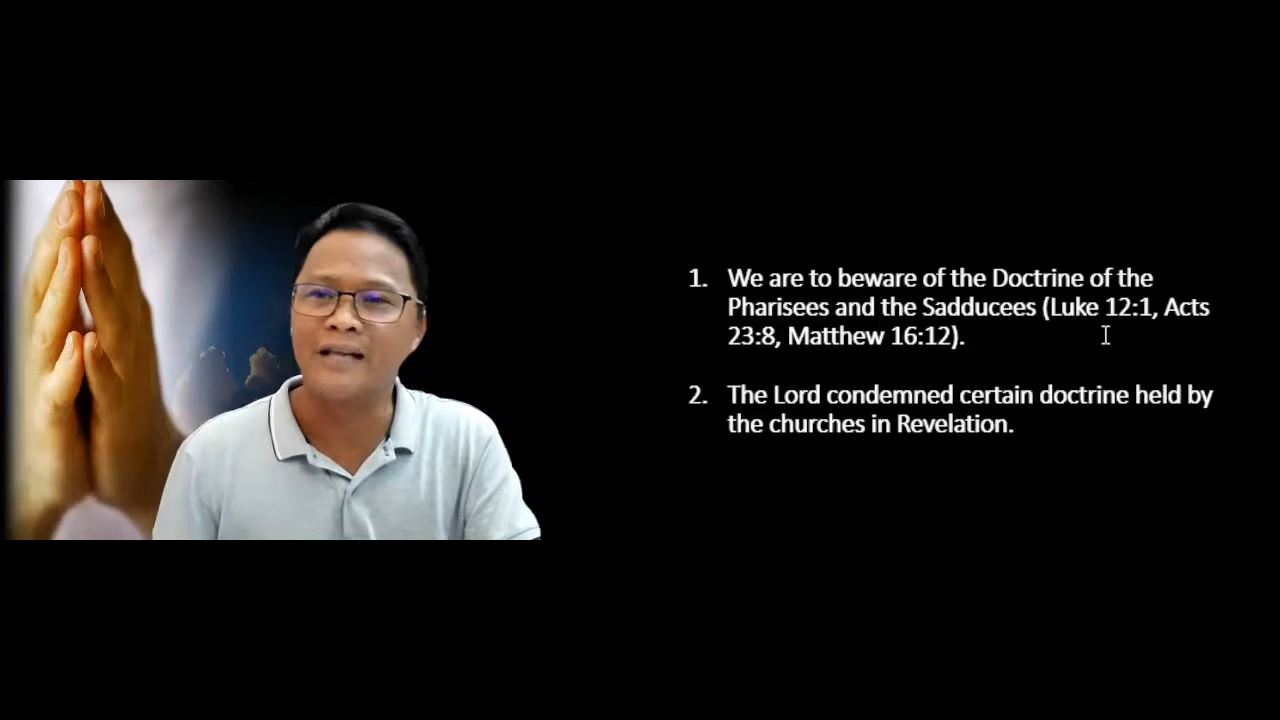 1. We are to beware of the Doctrine of the
Pharisees and the Sadducees (Luke 12:1, Acts
23:8, Matthew 16:12).
2. The Lord condemned certain doctrine held by
the churches in Revelation.